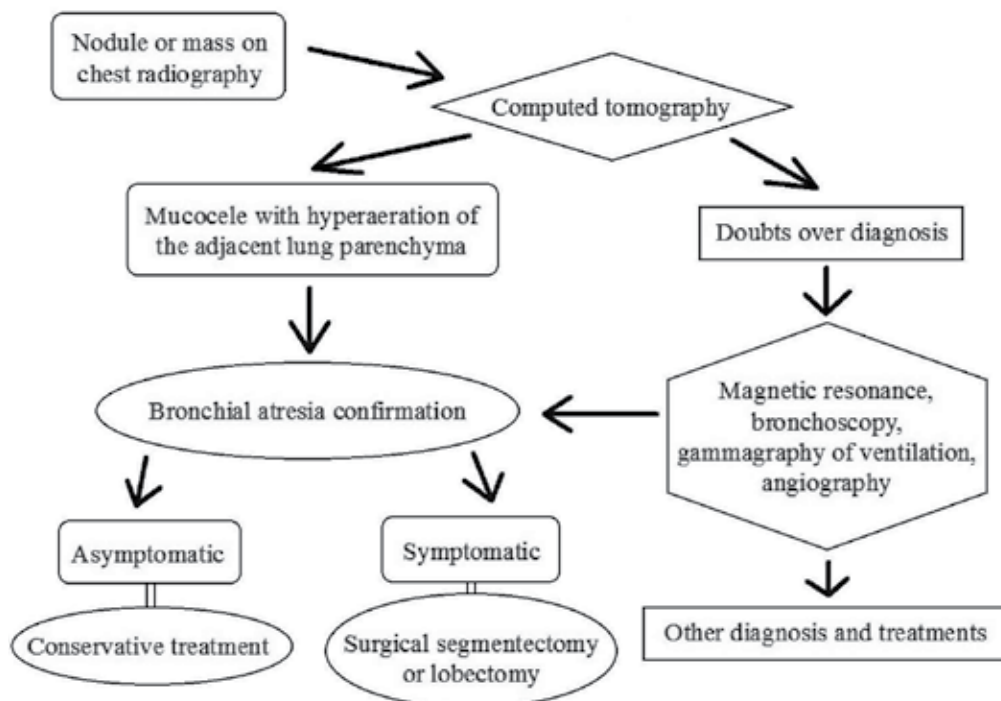 Nodule or mass on
chest radiography
Computed tomography
Mucocele with hyperaeration of
the adjacent lung parenchyma
Doubts over diagnosis
Bronchial atresia confirmation
Magnetic resonance,
bronchoscopy,
gammagraphy of ventilation,
angiography
Asymptomatic
Symptomatic
Conservative treatment
Surgical segmentectomy
or lobectomy
Other diagnosis and treatments